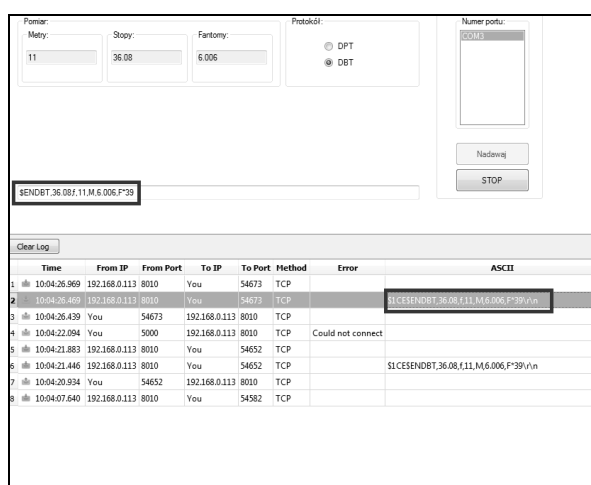 Pomiar:
Metry: Stopy: Fantomy:
11 36.08 6.006
Protokół:
DPT
DBT
Numer portu:
COM3
Nadawaj
STOP
$ENDBT,36.08,f,11,M,6.006,F*39
Clear Log
Time From IP From Port To IP To Port Method Error ASCII
1 10:04:26.969 192.168.0.113 8010 You 54673 TCP
2 10:04:26.469 192.168.0.113 8010 You 54673 TCP $1CE$ENDBT,36.08,f,11,M,6.006,F*39\r\n
3 10:04:26.439 You 54673 192.168.0.113 8010 TCP
4 10:04:22.094 You 5000 192.168.0.113 8010 TCP Could not connect
5 10:04:21.883 192.168.0.113 8010 You 54652 TCP
6 10:04:21.446 192.168.0.113 8010 You 54652 TCP $1CE$ENDBT,36.08,f,11,M,6.006,F*39\r\n
7 10:04:20.934 You 54652 192.168.0.113 8010 TCP
8 10:04:07.640 192.168.0.113 8010 You 54582 TCP